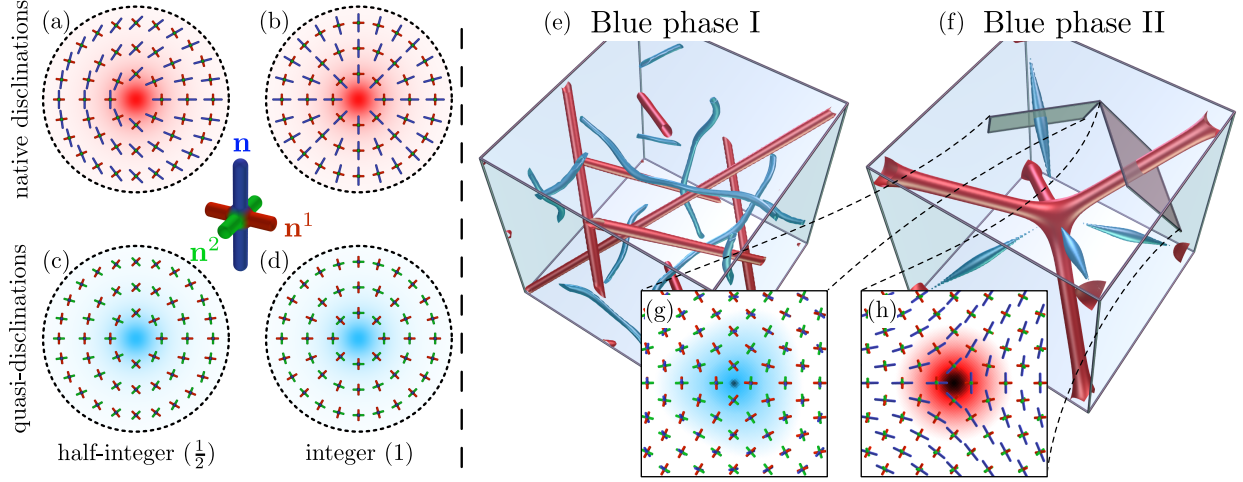 native disclinations
quasi-disclinations
(a)
(b)
n
n¹
n²
(c)
(d)
half-integer (½)
integer (1)
(e) Blue phase I
(f) Blue phase II
(g)
(h)